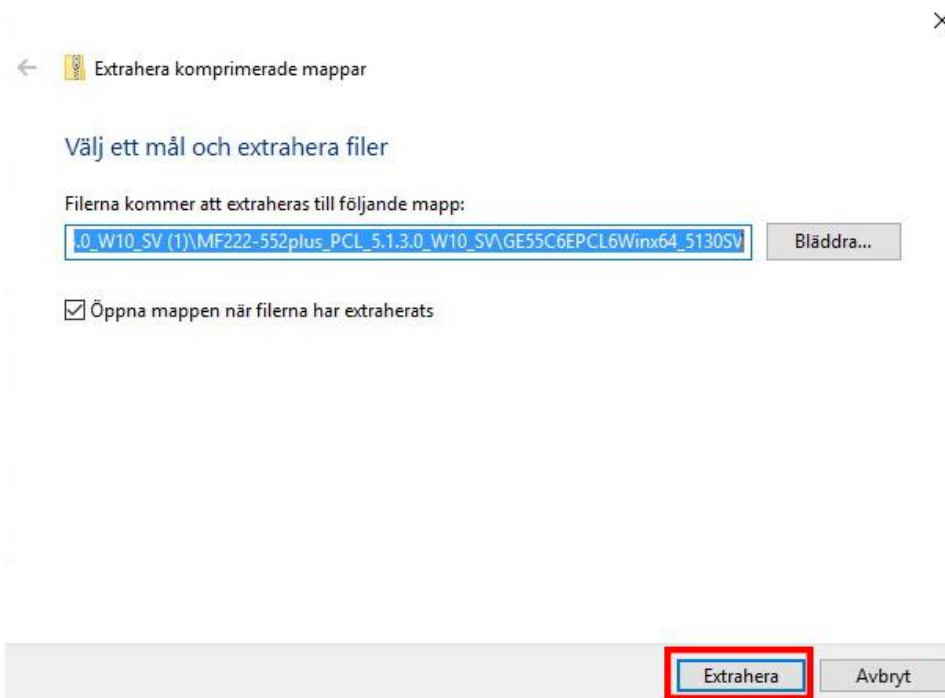 Extrahera komprimerade mappar
Välj ett mål och extrahera filer
Filerna kommer att extraheras till följande mapp:
.0_W10_SV (1)\MF222-552plus_PCL_5.1.3.0_W10_SV\GE55C6EPCL6Winx64_5130SV
Bläddra...
Öppna mappen när filerna har extraherats
Extrahera
Avbryt